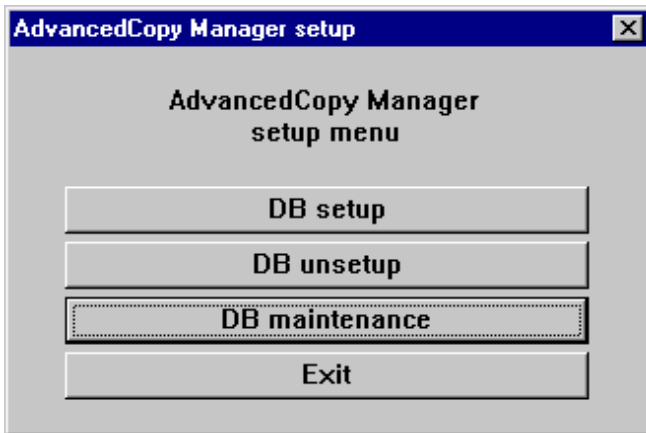 AdvancedCopy Manager setup
AdvancedCopy Manager
setup menu
DB setup
DB unsetup
DB maintenance
Exit